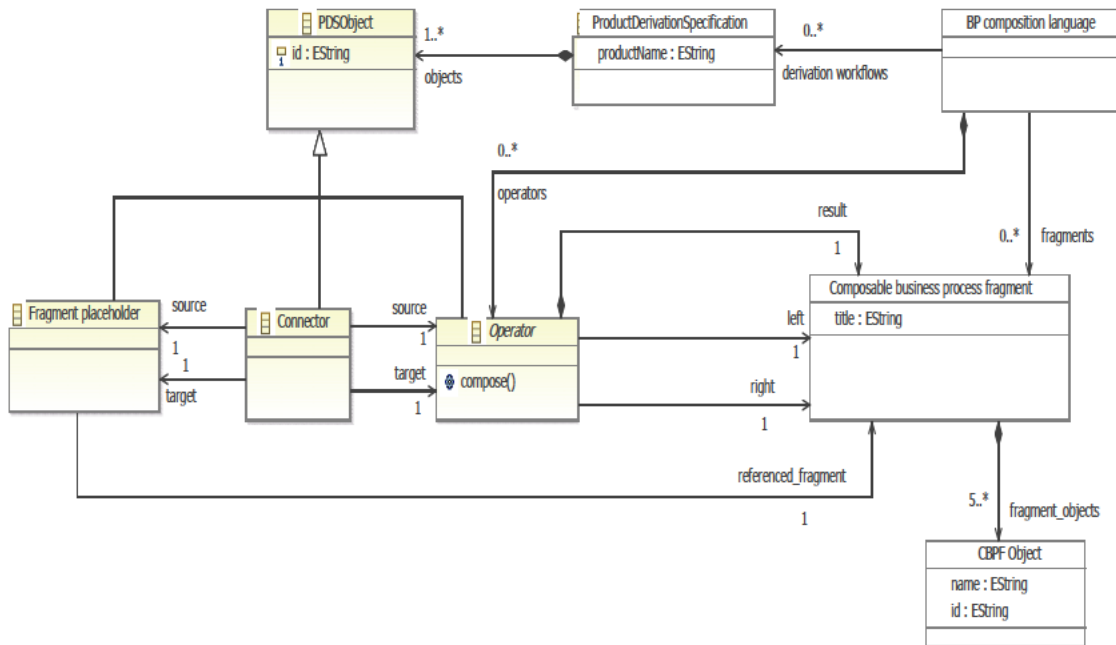 PDSObject
id : EString
1
1..*
objects
ProductDerivationSpecification
productName : EString
0..*
derivation workflows
BP composition language
0..*
operators
result
1
0..*
fragments
Fragment placeholder
source
1
1
target
Connector
source
1
target
1
Operator
compose()
left
1
right
1
Composable business process fragment
title : EString
referenced_fragment
1
5..*
fragment_objects
CBPF Object
name : EString
id : EString